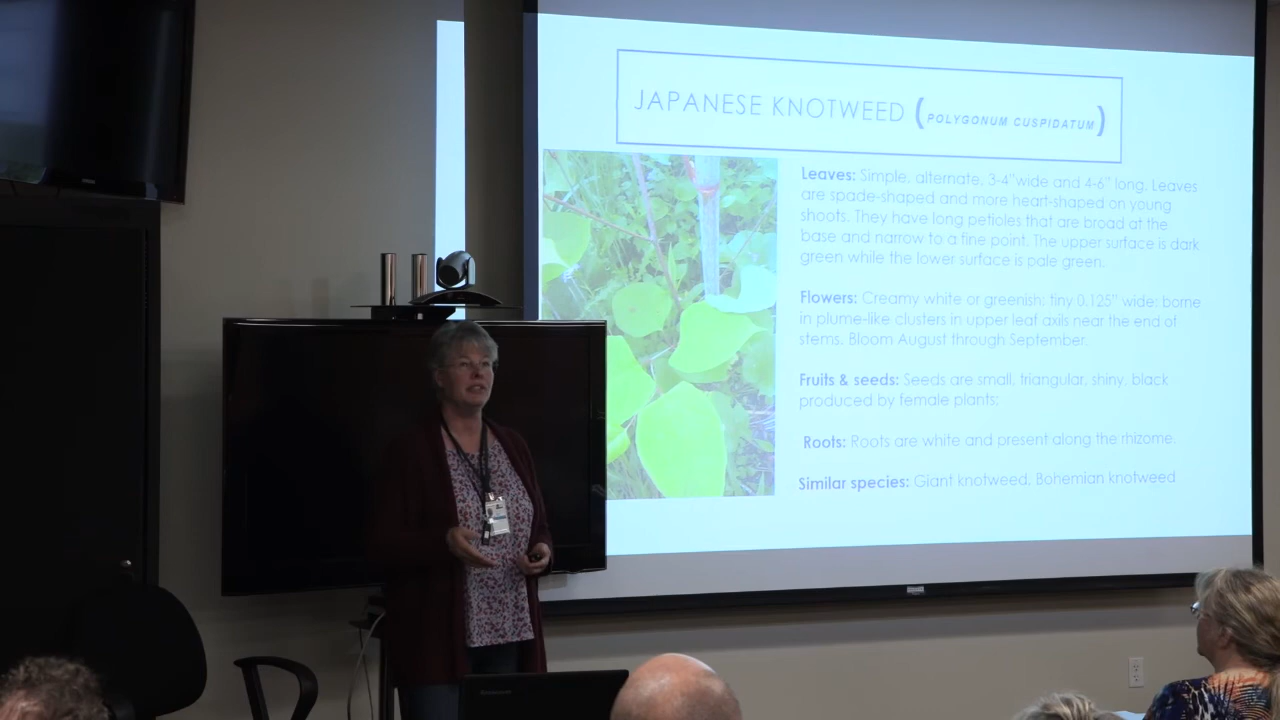 JAPANESE KNOTWEED (POLYGONUM CUSPIDATUM)
Leaves: Simple, alternate, 3-4"wide and 4-6" long. Leaves
are spade-shaped and more heart-shaped on young
shoots. They have long petioles that are broad at the
base and narrow to a fine point. The upper surface is dark
green while the lower surface is pale green.
Flowers: Creamy white or greenish; tiny 0.125" wide; borne
in plume-like clusters in upper leaf axils near the end of
stems. Bloom August through September.
Fruits & seeds: Seeds are small, triangular, shiny, black
produced by female plants;
Roots: Roots are white and present along the rhizome.
Similar species: Giant knotweed, Bohemian knotweed